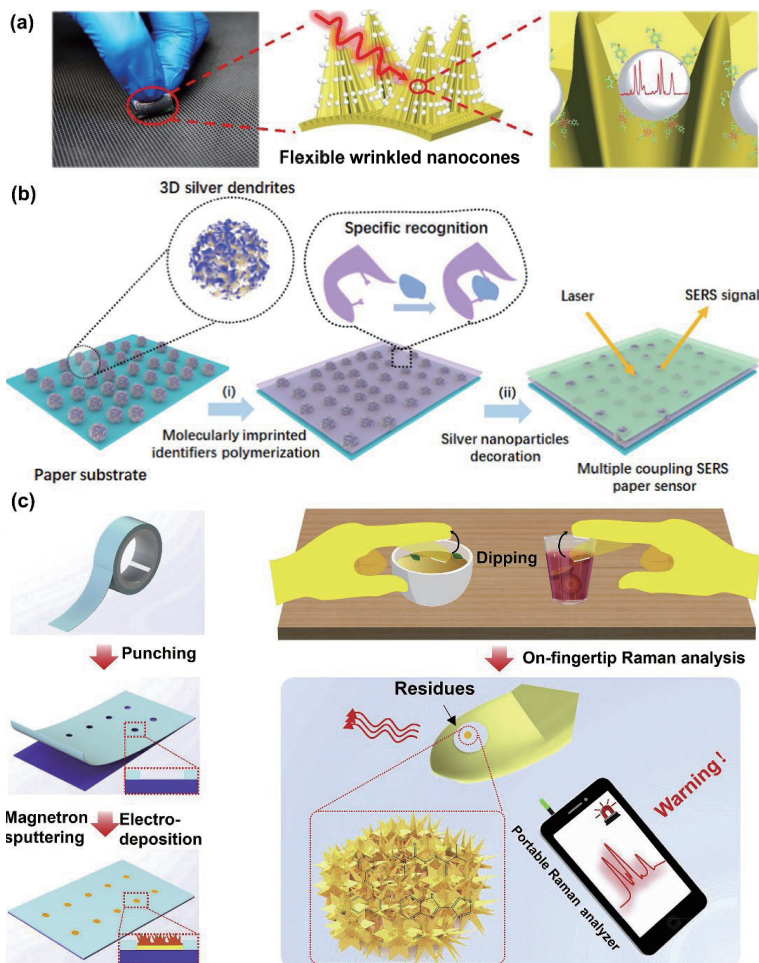 (a)
Flexible wrinkled nanocones
(b)
3D silver dendrites
Specific recognition
Laser
SERS signal
(i)
(ii)
Molecularly imprinted
identifiers polymerization
Silver nanoparticles
decoration
Paper substrate
Multiple coupling SERS
paper sensor
(c)
Dipping
Punching
On-fingertip Raman analysis
Residues
Warning !
Magnetron
sputtering
Electro-
deposition
Portable Raman analyzer